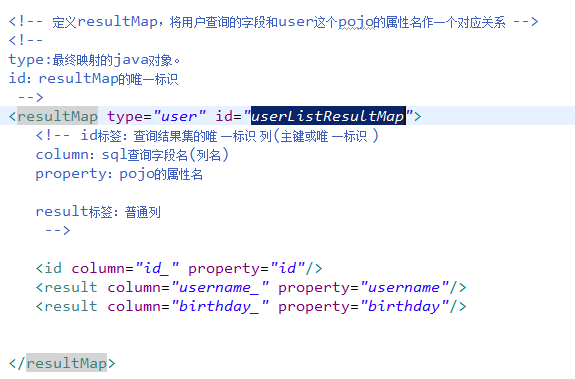 <!-- 定义resultMap，将用户查询的字段和user这个pojo的属性名作一个对应关系 -->
<!--
type:最终映射的java对象。
id：resultMap的唯一标识
-->
<resultMap type="user" id="userListResultMap">
<!-- id标签：查询结果集的唯一标识 列(主键或唯一标识 )
column：sql查询字段名(列名)
property：pojo的属性名
result标签：普通列
-->
<id column="id_" property="id"/>
<result column="username_" property="username"/>
<result column="birthday_" property="birthday"/>
</resultMap>